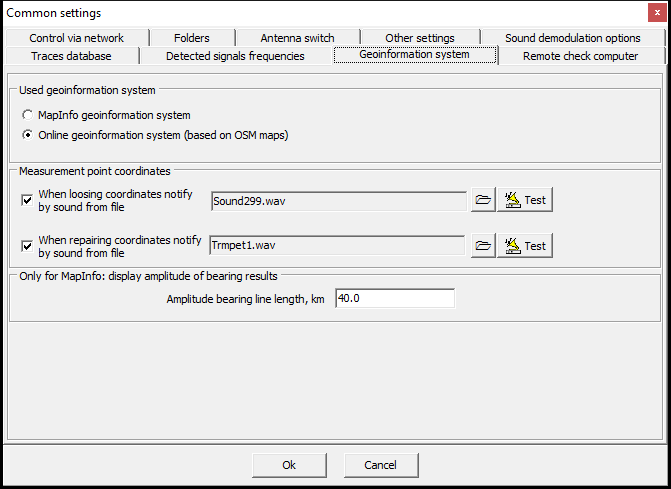 Common settings
Control via network
Folders
Antenna switch
Other settings
Sound demodulation options
Traces database
Detected signals frequencies
Geoinformation system
Remote check computer
Used geoinformation system
MapInfo geoinformation system
Online geoinformation system (based on OSM maps)
Measurement point coordinates
When loosing coordinates notify
by sound from file
Sound299.wav
Test
When repairing coordinates notify
by sound from file
Trmpet1.wav
Test
Only for MapInfo: display amplitude of bearing results
Amplitude bearing line length, km
40.0
Ok
Cancel